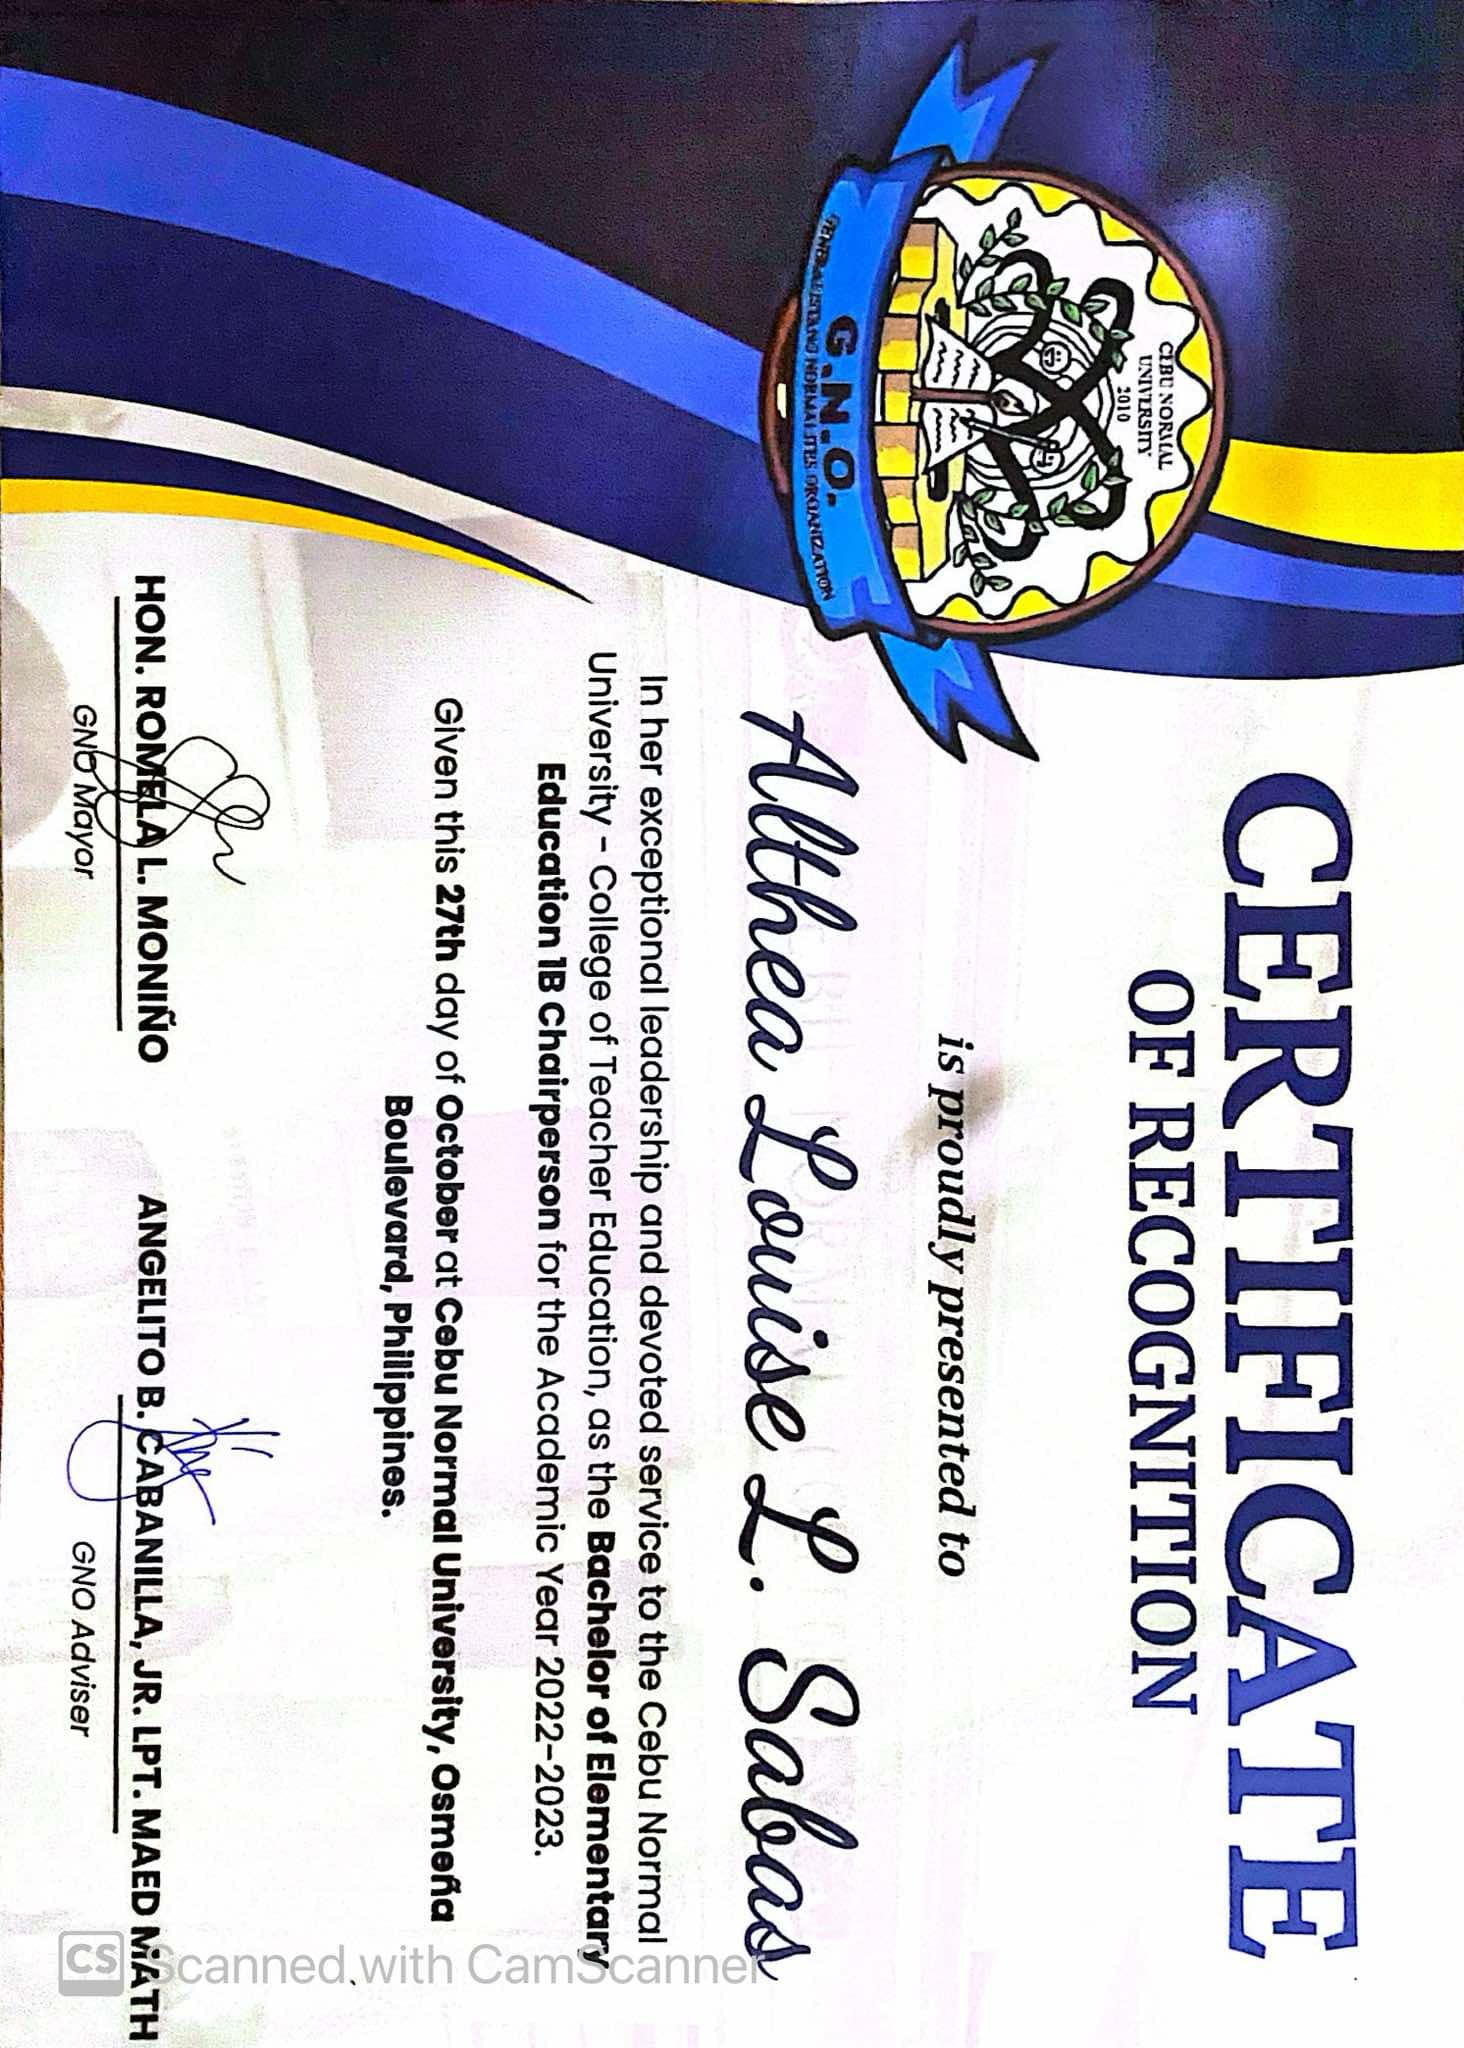 CERTIFICATE
OF RECOGNITION
CEBU NORMAL
UNIVERSITY
2010
G.N.O.
GENERALISTANG NORMALITES ORGANIZATION
is proudly presented to
Althea Louise L. Sabas
In her exceptional leadership and devoted service to the Cebu Normal
University - College of Teacher Education, as the Bachelor of Elementary
Education 1B Chairperson for the Academic Year 2022-2023.
Given this 27th day of October at Cebu Normal University, Osmeña
Boulevard, Philippines.
HON. ROMELA L. MONIÑO
GNO Mayor
ANGELITO B. CABANILLA, JR. LPT. MAED MATH
GNO Adviser
CS Scanned with CamScanner